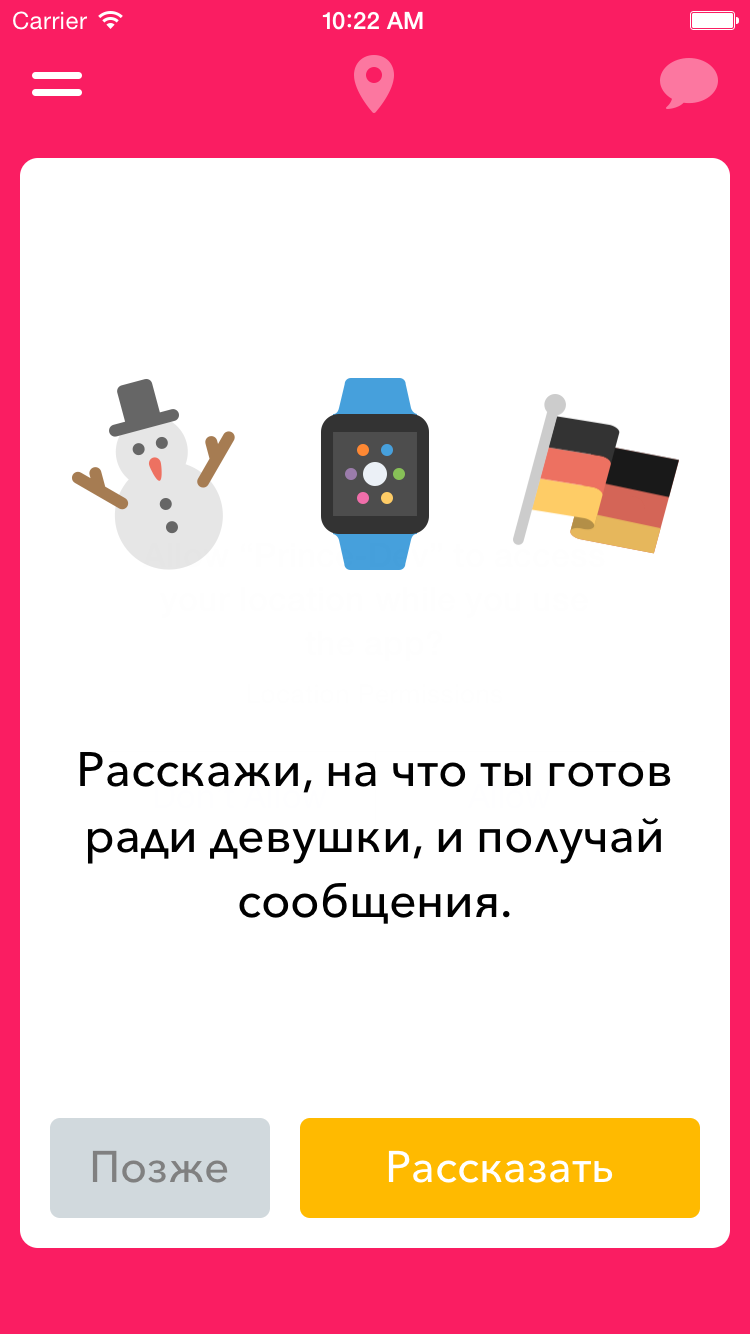 Carrier 10:22 AM
Расскажи, на что ты готов
ради девушки, и получай
сообщения.
Позже Рассказать